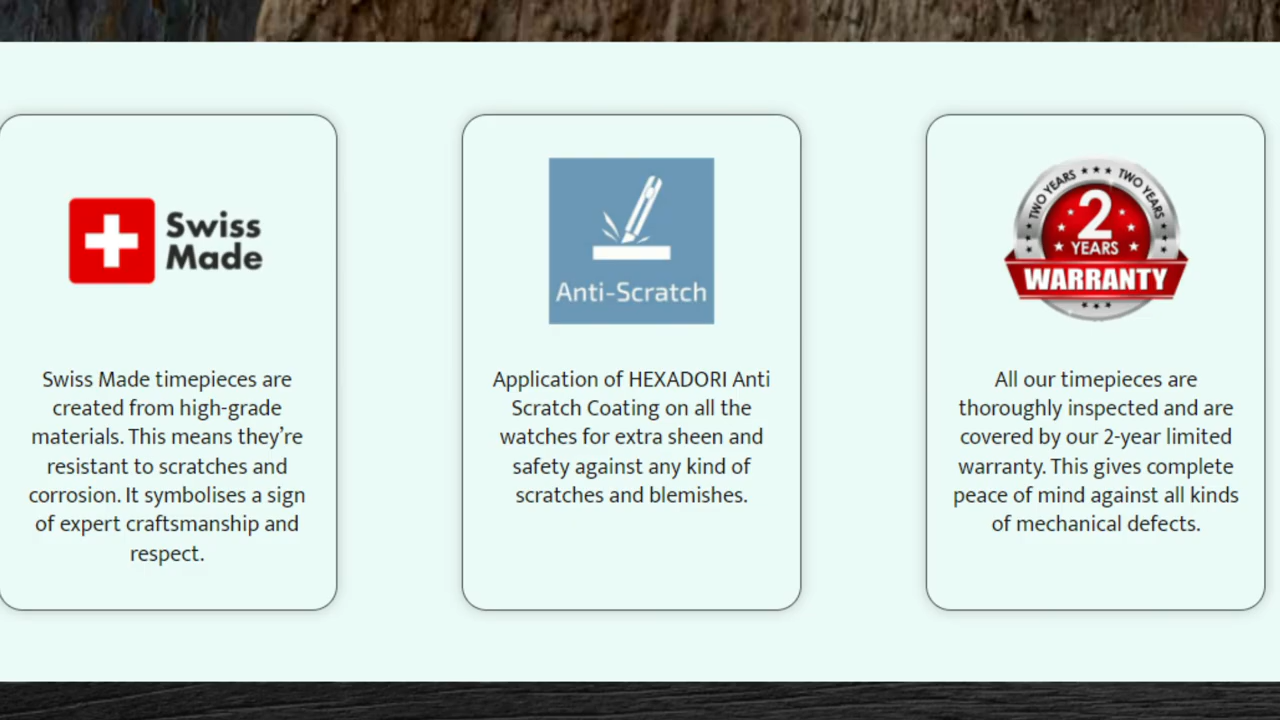 Swiss
Made
Swiss Made timepieces are
created from high-grade
materials. This means they’re
resistant to scratches and
corrosion. It symbolises a sign
of expert craftsmanship and
respect.
Anti-Scratch
Application of HEXADORI Anti
Scratch Coating on all the
watches for extra sheen and
safety against any kind of
scratches and blemishes.
TWO YEARS TWO YEARS
2
YEARS
WARRANTY
All our timepieces are
thoroughly inspected and are
covered by our 2-year limited
warranty. This gives complete
peace of mind against all kinds
of mechanical defects.